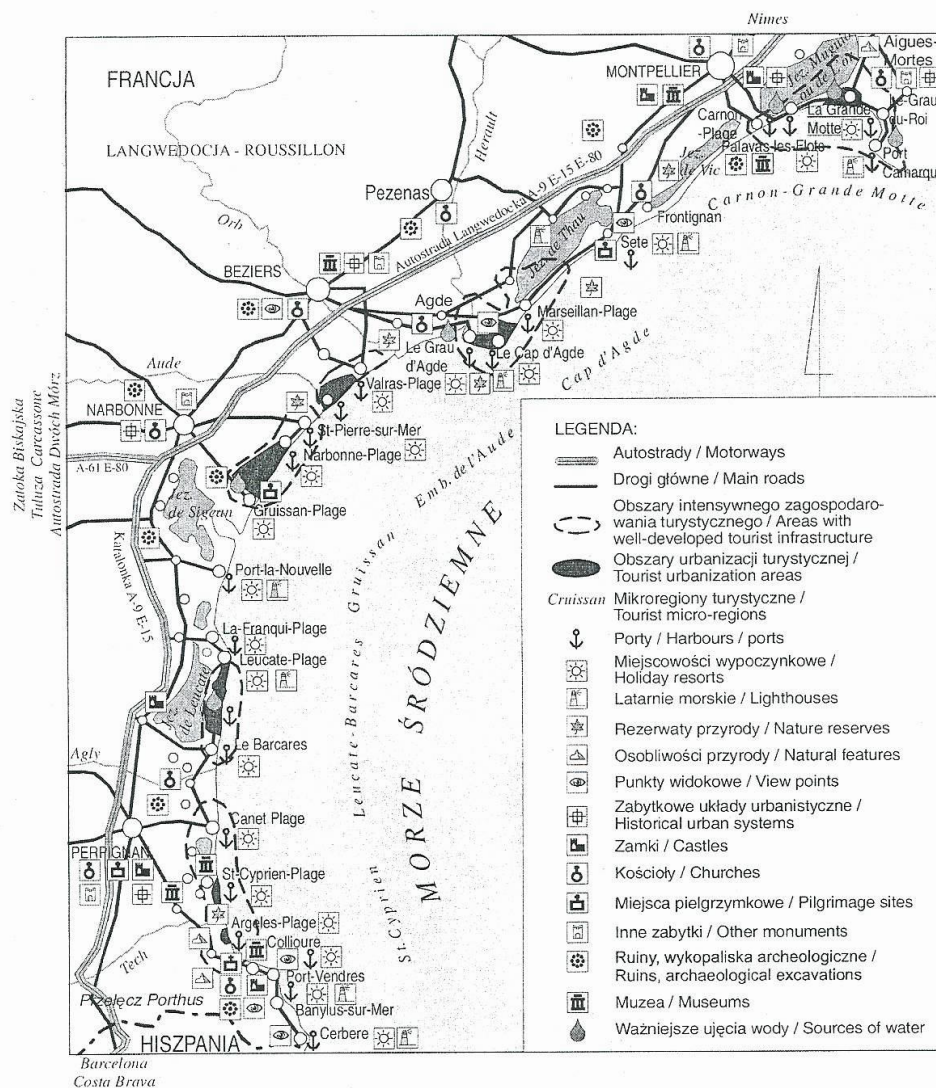 Nimes
FRANCJA
LANGWEDOCJA - ROUSSILLON
MONTPELLIER
Aigues-
Mortes
Le-Grau
-du-Roi
Carnon
-Plage
La Grande
Motte
Palavas-les-Flots
Port
Camarque
Carnon-Grande Motte
Jez.
de Vic
Herault
Pezenas
Orb
Autostrada Langwedocka A-9 E-15 E-80
Frontignan
Sete
Jez. de Thau
BEZIERS
Agde
Marseillan-Plage
Le Grau
d'Agde
Le Cap d'Agde
Cap d'Agde
Aude
Valras-Plage
NARBONNE
St-Pierre-sur-Mer
Narbonne-Plage
Emb. de l'Aude
A-61 E-80
Zatoka Biskajska
Tuluza Carcassone
Autostrada Dwóch Mórz
Jez.
de Sigean
Gruissan-Plage
Gruissan
Katalonka A-9 E-15
Port-la-Nouvelle
La-Franqui-Plage
Leucate-Plage
Jez.
de Leucate
Leucate-Barcares
MORZE ŚRÓDZIEMNE
Le Barcares
Agly
Canet Plage
PERPIGNAN
St-Cyprien-Plage
St.Cyprien
Argeles-Plage
Collioure
Tech
Port-Vendres
Przełęcz Porthus
Banylus-sur-Mer
HISZPANIA
Cerbere
Barcelona
Costa Brava
LEGENDA:
Autostrady / Motorways
Drogi główne / Main roads
Obszary intensywnego zagospodaro-
wania turystycznego / Areas with
well-developed tourist infrastructure
Obszary urbanizacji turystycznej /
Tourist urbanization areas
Cruissan Mikroregiony turystyczne /
Tourist micro-regions
Porty / Harbours / ports
Miejscowości wypoczynkowe /
Holiday resorts
Latarnie morskie / Lighthouses
Rezerwaty przyrody / Nature reserves
Osobliwości przyrody / Natural features
Punkty widokowe / View points
Zabytkowe układy urbanistyczne /
Historical urban systems
Zamki / Castles
Kościoły / Churches
Miejsca pielgrzymkowe / Pilgrimage sites
Inne zabytki / Other monuments
Ruiny, wykopaliska archeologiczne /
Ruins, archaeological excavations
Muzea / Museums
Ważniejsze ujęcia wody / Sources of water